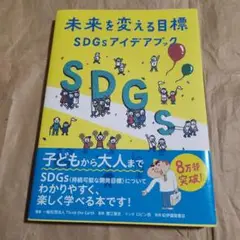 未来を変える目標
SDGsアイデアブック
SDGs
子どもから大人まで
SDGs(持続可能な開発目標)について
わかりやすく、
楽しく学べる本です!
8万部
突破!